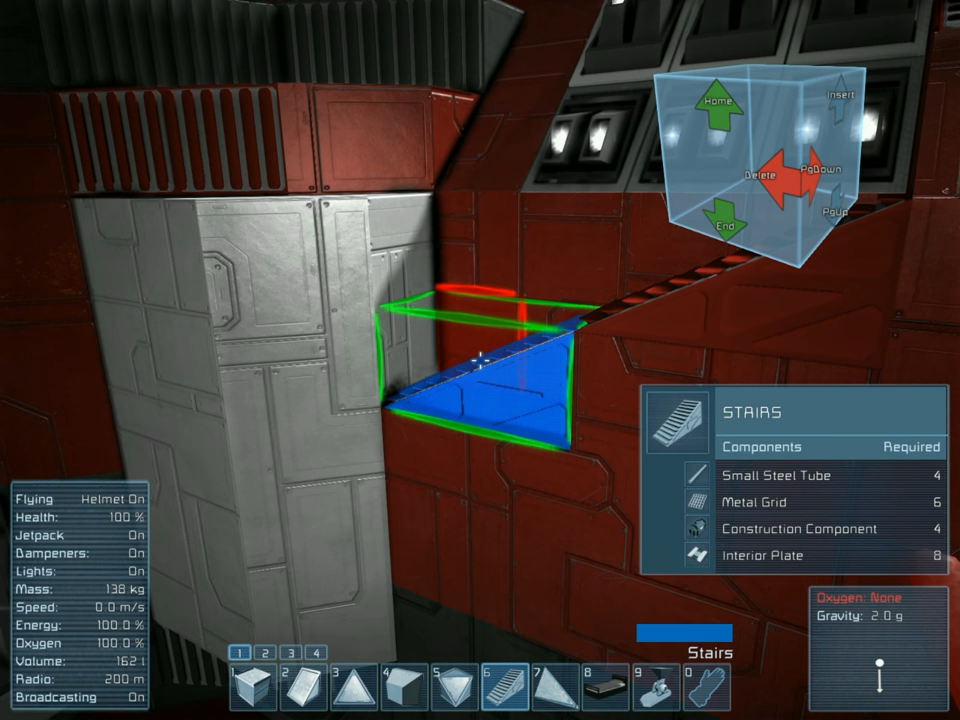 Home
Insert
Delete
PgDown
PgUp
End
STAIRS
Components Required
Small Steel Tube 4
Metal Grid 6
Construction Component 4
Interior Plate 8
Flying Helmet On
Health: 100 %
Jetpack On
Dampeners: On
Lights: On
Mass: 138 kg
Speed: 0.0 m/s
Energy: 100.0 %
Oxygen 100.0 %
Volume: 162 l
Radio: 200 m
Broadcasting On
Oxygen: None
Gravity: 2.0 g
1 2 3 4
Stairs
1 2 3 4 5 6 7 8 9 0